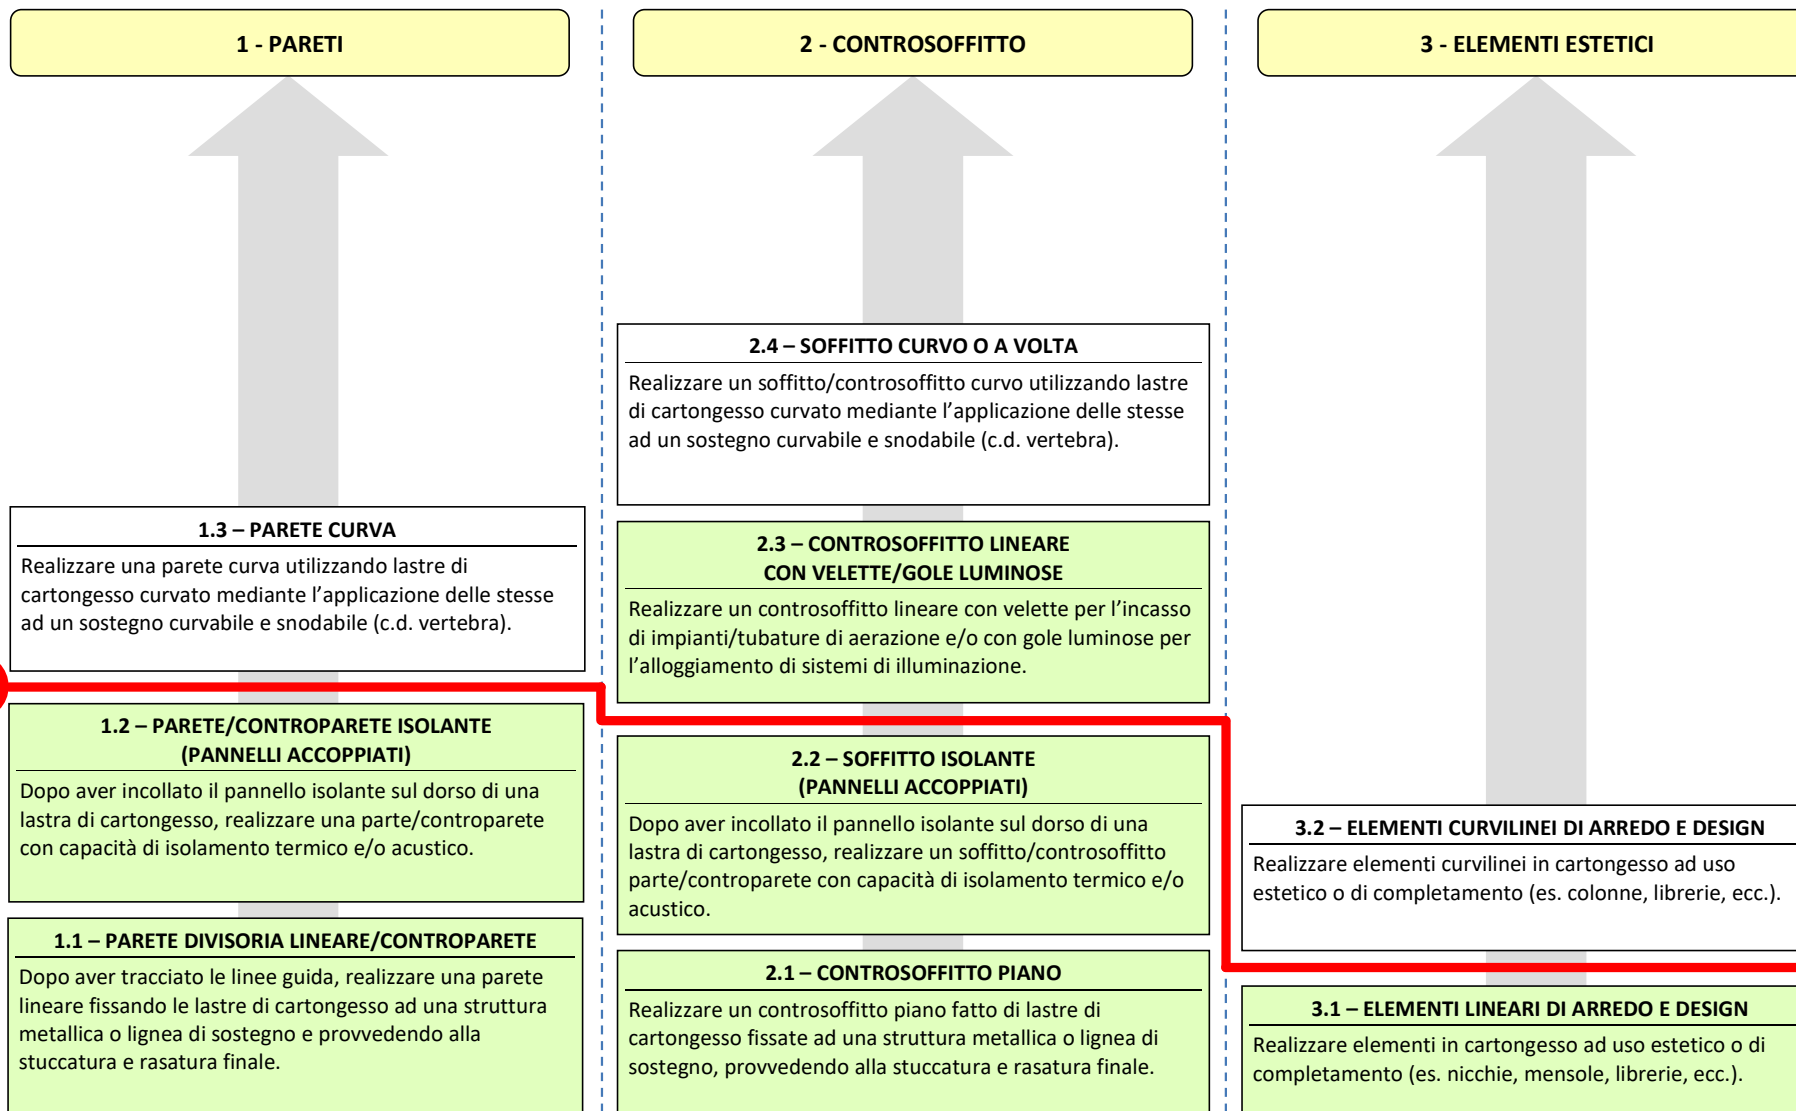 1 - PARETI
2 - CONTROSOFFITTO
3 - ELEMENTI ESTETICI
2.4 – SOFFITTO CURVO O A VOLTA
Realizzare un soffitto/controsoffitto curvo utilizzando lastre
di cartongesso curvato mediante l’applicazione delle stesse
ad un sostegno curvabile e snodabile (c.d. vertebra).
1.3 – PARETE CURVA
Realizzare una parete curva utilizzando lastre di
cartongesso curvato mediante l’applicazione delle stesse
ad un sostegno curvabile e snodabile (c.d. vertebra).
2.3 – CONTROSOFFITTO LINEARE
CON VELETTE/GOLE LUMINOSE
Realizzare un controsoffitto lineare con velette per l’incasso
di impianti/tubature di aerazione e/o con gole luminose per
l’alloggiamento di sistemi di illuminazione.
1.2 – PARETE/CONTROPARETE ISOLANTE
(PANNELLI ACCOPPIATI)
Dopo aver incollato il pannello isolante sul dorso di una
lastra di cartongesso, realizzare una parte/controparete
con capacità di isolamento termico e/o acustico.
2.2 – SOFFITTO ISOLANTE
(PANNELLI ACCOPPIATI)
Dopo aver incollato il pannello isolante sul dorso di una
lastra di cartongesso, realizzare un soffitto/controsoffitto
parte/controparete con capacità di isolamento termico e/o
acustico.
3.2 – ELEMENTI CURVILINEI DI ARREDO E DESIGN
Realizzare elementi curvilinei in cartongesso ad uso
estetico o di completamento (es. colonne, librerie, ecc.).
1.1 – PARETE DIVISORIA LINEARE/CONTROPARETE
Dopo aver tracciato le linee guida, realizzare una parete
lineare fissando le lastre di cartongesso ad una struttura
metallica o lignea di sostegno e provvedendo alla
stuccatura e rasatura finale.
2.1 – CONTROSOFFITTO PIANO
Realizzare un controsoffitto piano fatto di lastre di
cartongesso fissate ad una struttura metallica o lignea di
sostegno, provvedendo alla stuccatura e rasatura finale.
3.1 – ELEMENTI LINEARI DI ARREDO E DESIGN
Realizzare elementi in cartongesso ad uso estetico o di
completamento (es. nicchie, mensole, librerie, ecc.).